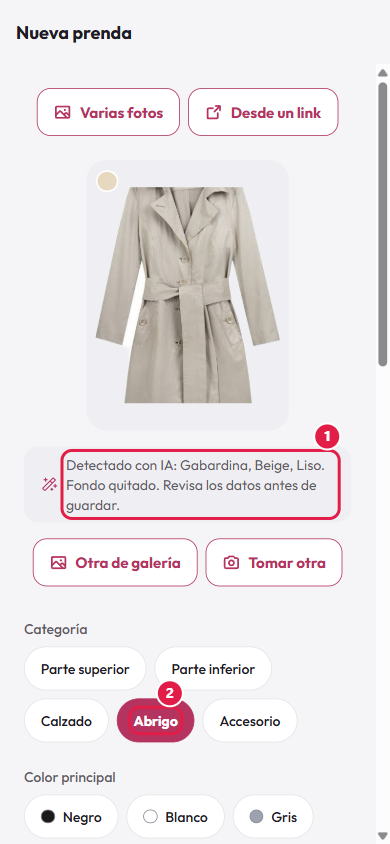 Nueva prenda
Varias fotos
Desde un link
1
Detectado con IA: Gabardina, Beige, Liso.
Fondo quitado. Revisa los datos antes de
guardar.
Otra de galería
Tomar otra
Categoría
Parte superior
Parte inferior
2
Calzado
Abrigo
Accesorio
Color principal
Negro
Blanco
Gris